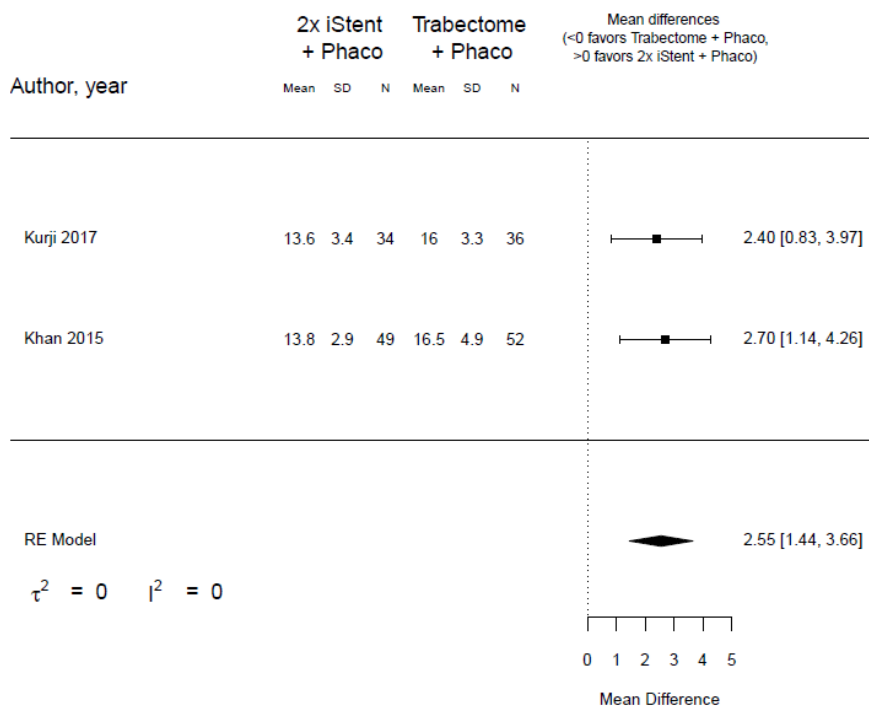 2x iStent + Phaco
Trabectome + Phaco
Mean differences
(<0 favors Trabectome + Phaco,
>0 favors 2x iStent + Phaco)
Author, year Mean SD N Mean SD N
Kurji 2017 13.6 3.4 34 16 3.3 36 2.40 [0.83, 3.97]
Khan 2015 13.8 2.9 49 16.5 4.9 52 2.70 [1.14, 4.26]
RE Model 2.55 [1.44, 3.66]
τ² = 0 I² = 0
0 1 2 3 4 5
Mean Difference